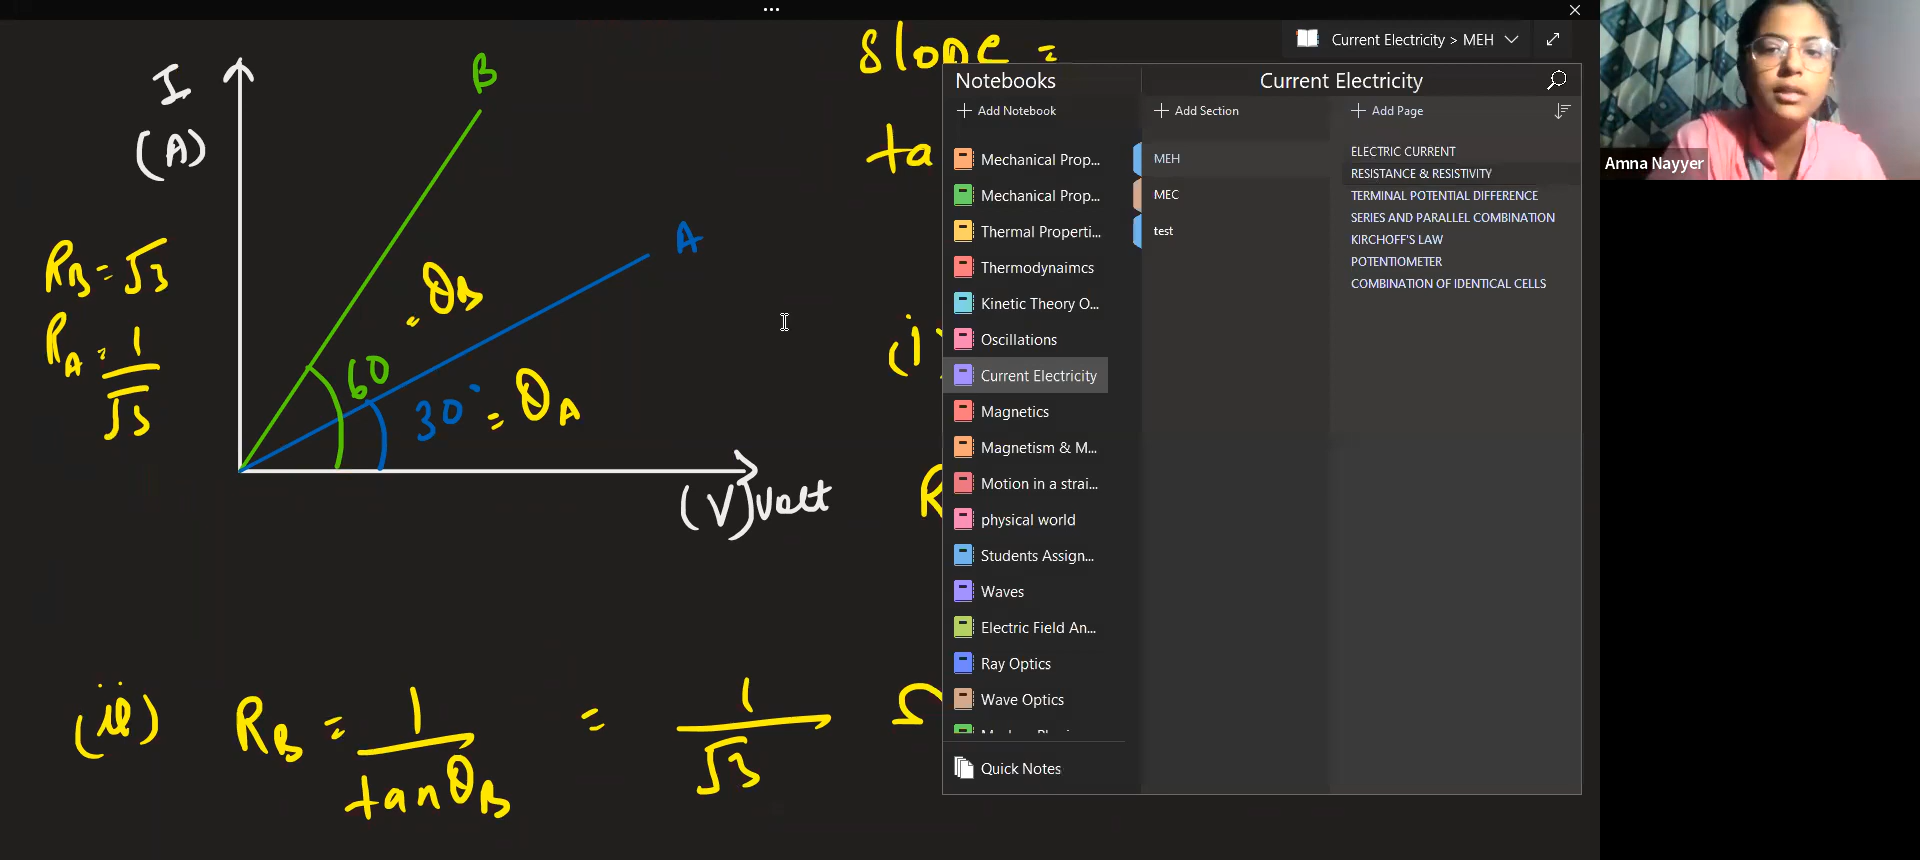 I
(A)
B
A
= θB
60
30° = θA
(V) Volt
RB = √3
RA = 1/√3
(ii) RB = 1/tanθB = 1/√3 Ω
slope =
ta
(i)
R
Current Electricity > MEH
Notebooks
+ Add Notebook
Mechanical Prop...
Mechanical Prop...
Thermal Properti...
Thermodynaimcs
Kinetic Theory O...
Oscillations
Current Electricity
Magnetics
Magnetism & M...
Motion in a strai...
physical world
Students Assign...
Waves
Electric Field An...
Ray Optics
Wave Optics
Quick Notes
Current Electricity
+ Add Section
MEH
MEC
test
+ Add Page
ELECTRIC CURRENT
RESISTANCE & RESISTIVITY
TERMINAL POTENTIAL DIFFERENCE
SERIES AND PARALLEL COMBINATION
KIRCHOFF'S LAW
POTENTIOMETER
COMBINATION OF IDENTICAL CELLS
Amna Nayyer